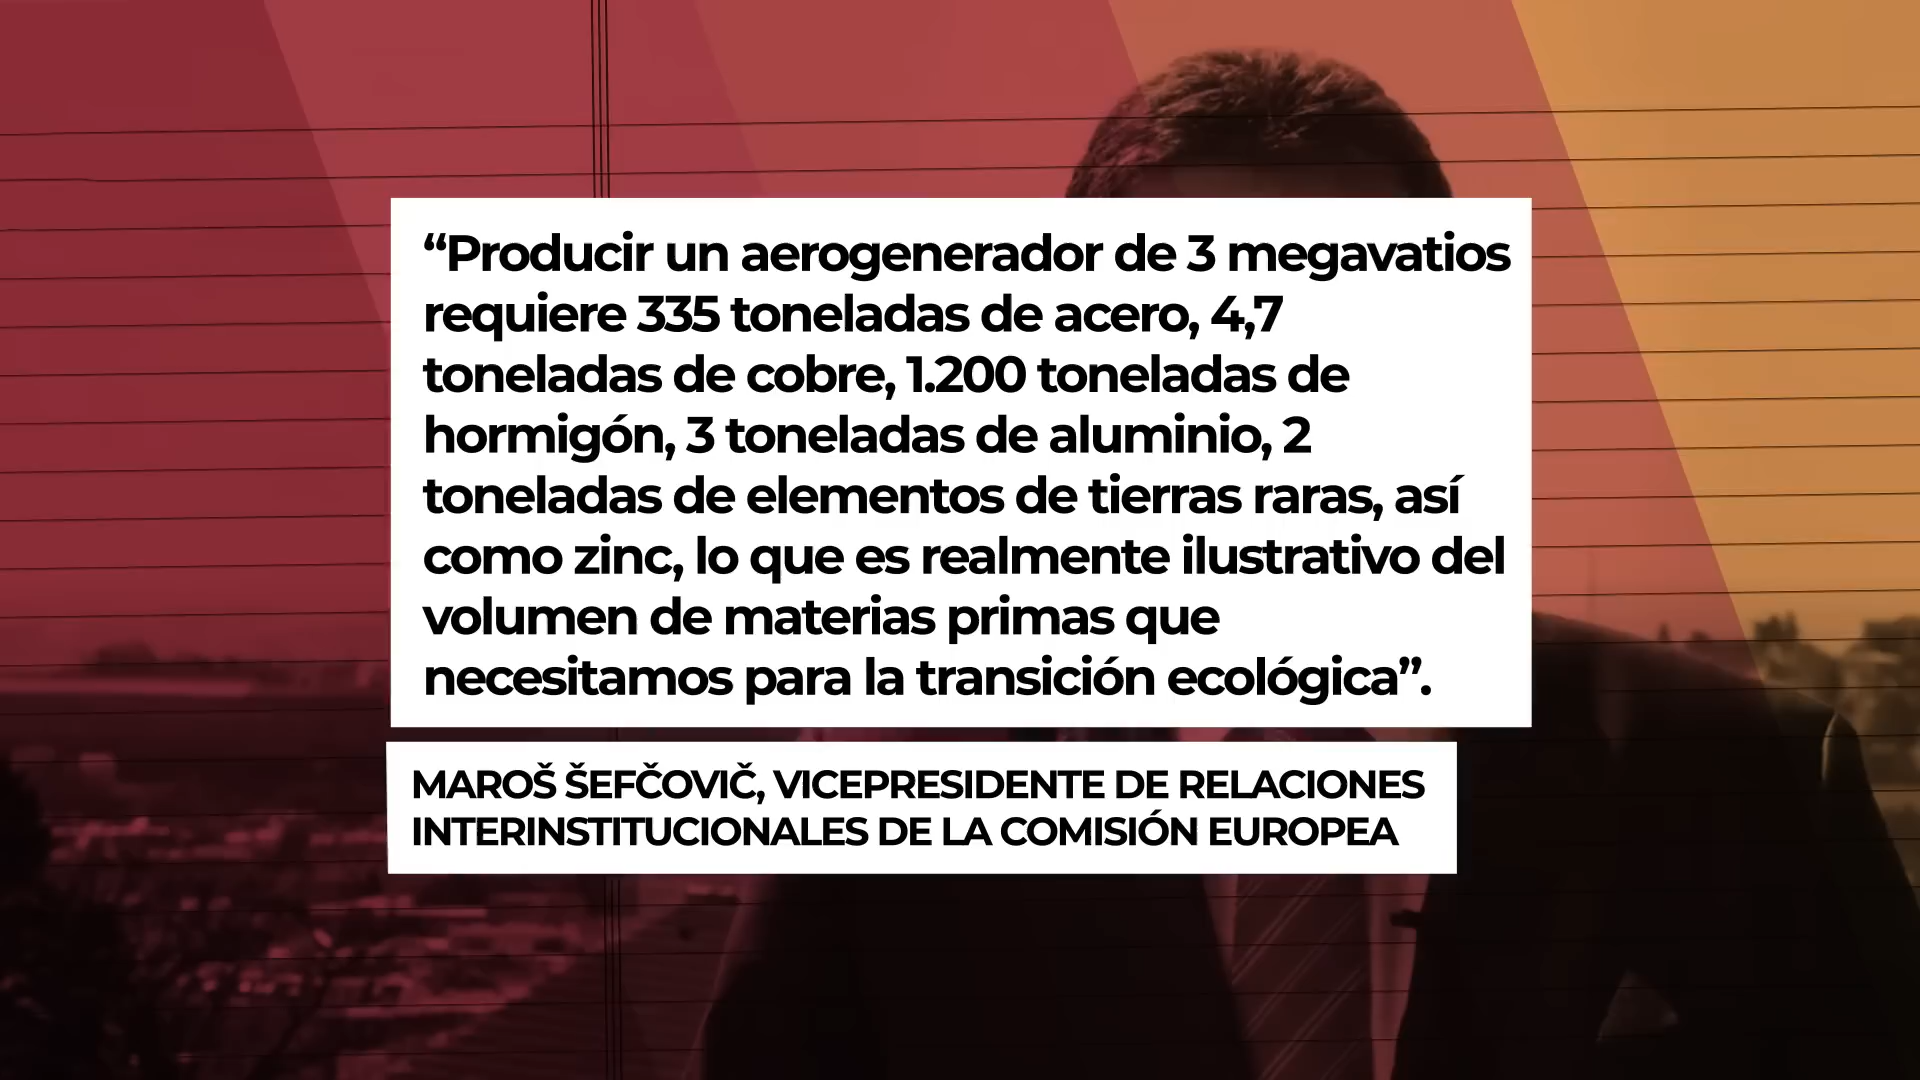 “Producir un aerogenerador de 3 megavatios
requiere 335 toneladas de acero, 4,7
toneladas de cobre, 1.200 toneladas de
hormigón, 3 toneladas de aluminio, 2
toneladas de elementos de tierras raras, así
como zinc, lo que es realmente ilustrativo del
volumen de materias primas que
necesitamos para la transición ecológica”.
MAROŠ ŠEFČOVIČ, VICEPRESIDENTE DE RELACIONES
INTERINSTITUCIONALES DE LA COMISIÓN EUROPEA